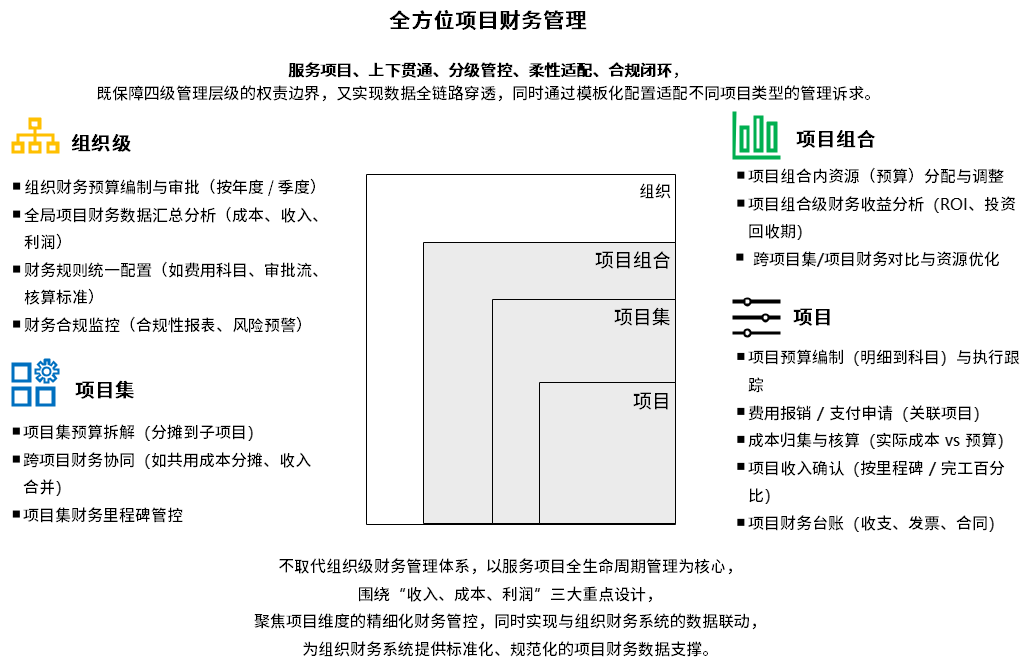 全方位项目财务管理
服务项目、上下贯通、分级管控、柔性适配、合规闭环，
既保障四级管理层级的权责边界，又实现数据全链路穿透，同时通过模板化配置适配不同项目类型的管理诉求。
组织级
■组织财务预算编制与审批（按年度 / 季度）
■全局项目财务数据汇总分析（成本、收入、
利润）
■财务规则统一配置（如费用科目、审批流、
核算标准）
■财务合规监控（合规性报表、风险预警）
项目集
■项目集预算拆解（分摊到子项目）
■跨项目财务协同（如共用成本分摊、收入
合并）
■项目集财务里程碑管控
组织
项目组合
项目集
项目
项目组合
■项目组合内资源（预算）分配与调整
■项目组合级财务收益分析（ROI、投资
回收期）
■ 跨项目集/项目财务对比与资源优化
项目
■项目预算编制（明细到科目）与执行跟
踪
■费用报销 / 支付申请（关联项目）
■成本归集与核算（实际成本 vs 预算）
■项目收入确认（按里程碑 / 完工百分
比）
■项目财务台账（收支、发票、合同）
不取代组织级财务管理体系，以服务项目全生命周期管理为核心，
围绕“收入、成本、利润”三大重点设计，
聚焦项目维度的精细化财务管控，同时实现与组织财务系统的数据联动，
为组织财务系统提供标准化、规范化的项目财务数据支撑。